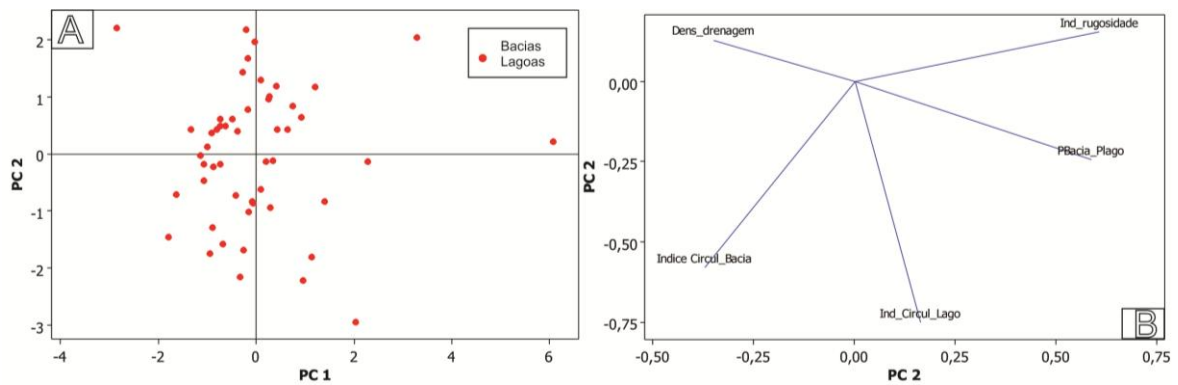 A
Bacias
Lagoas
2
1
0
-1
-2
-3
PC 2
-4
-2
0
2
4
6
PC 1
Dens_drenagem
Ind_rugosidade
PBacia_Plago
Indice Circul_Bacia
Ind_Circul_Lago
B
0,00
-0,25
-0,50
-0,75
PC 2
-0,50
-0,25
0,00
0,25
0,50
0,75
PC 2